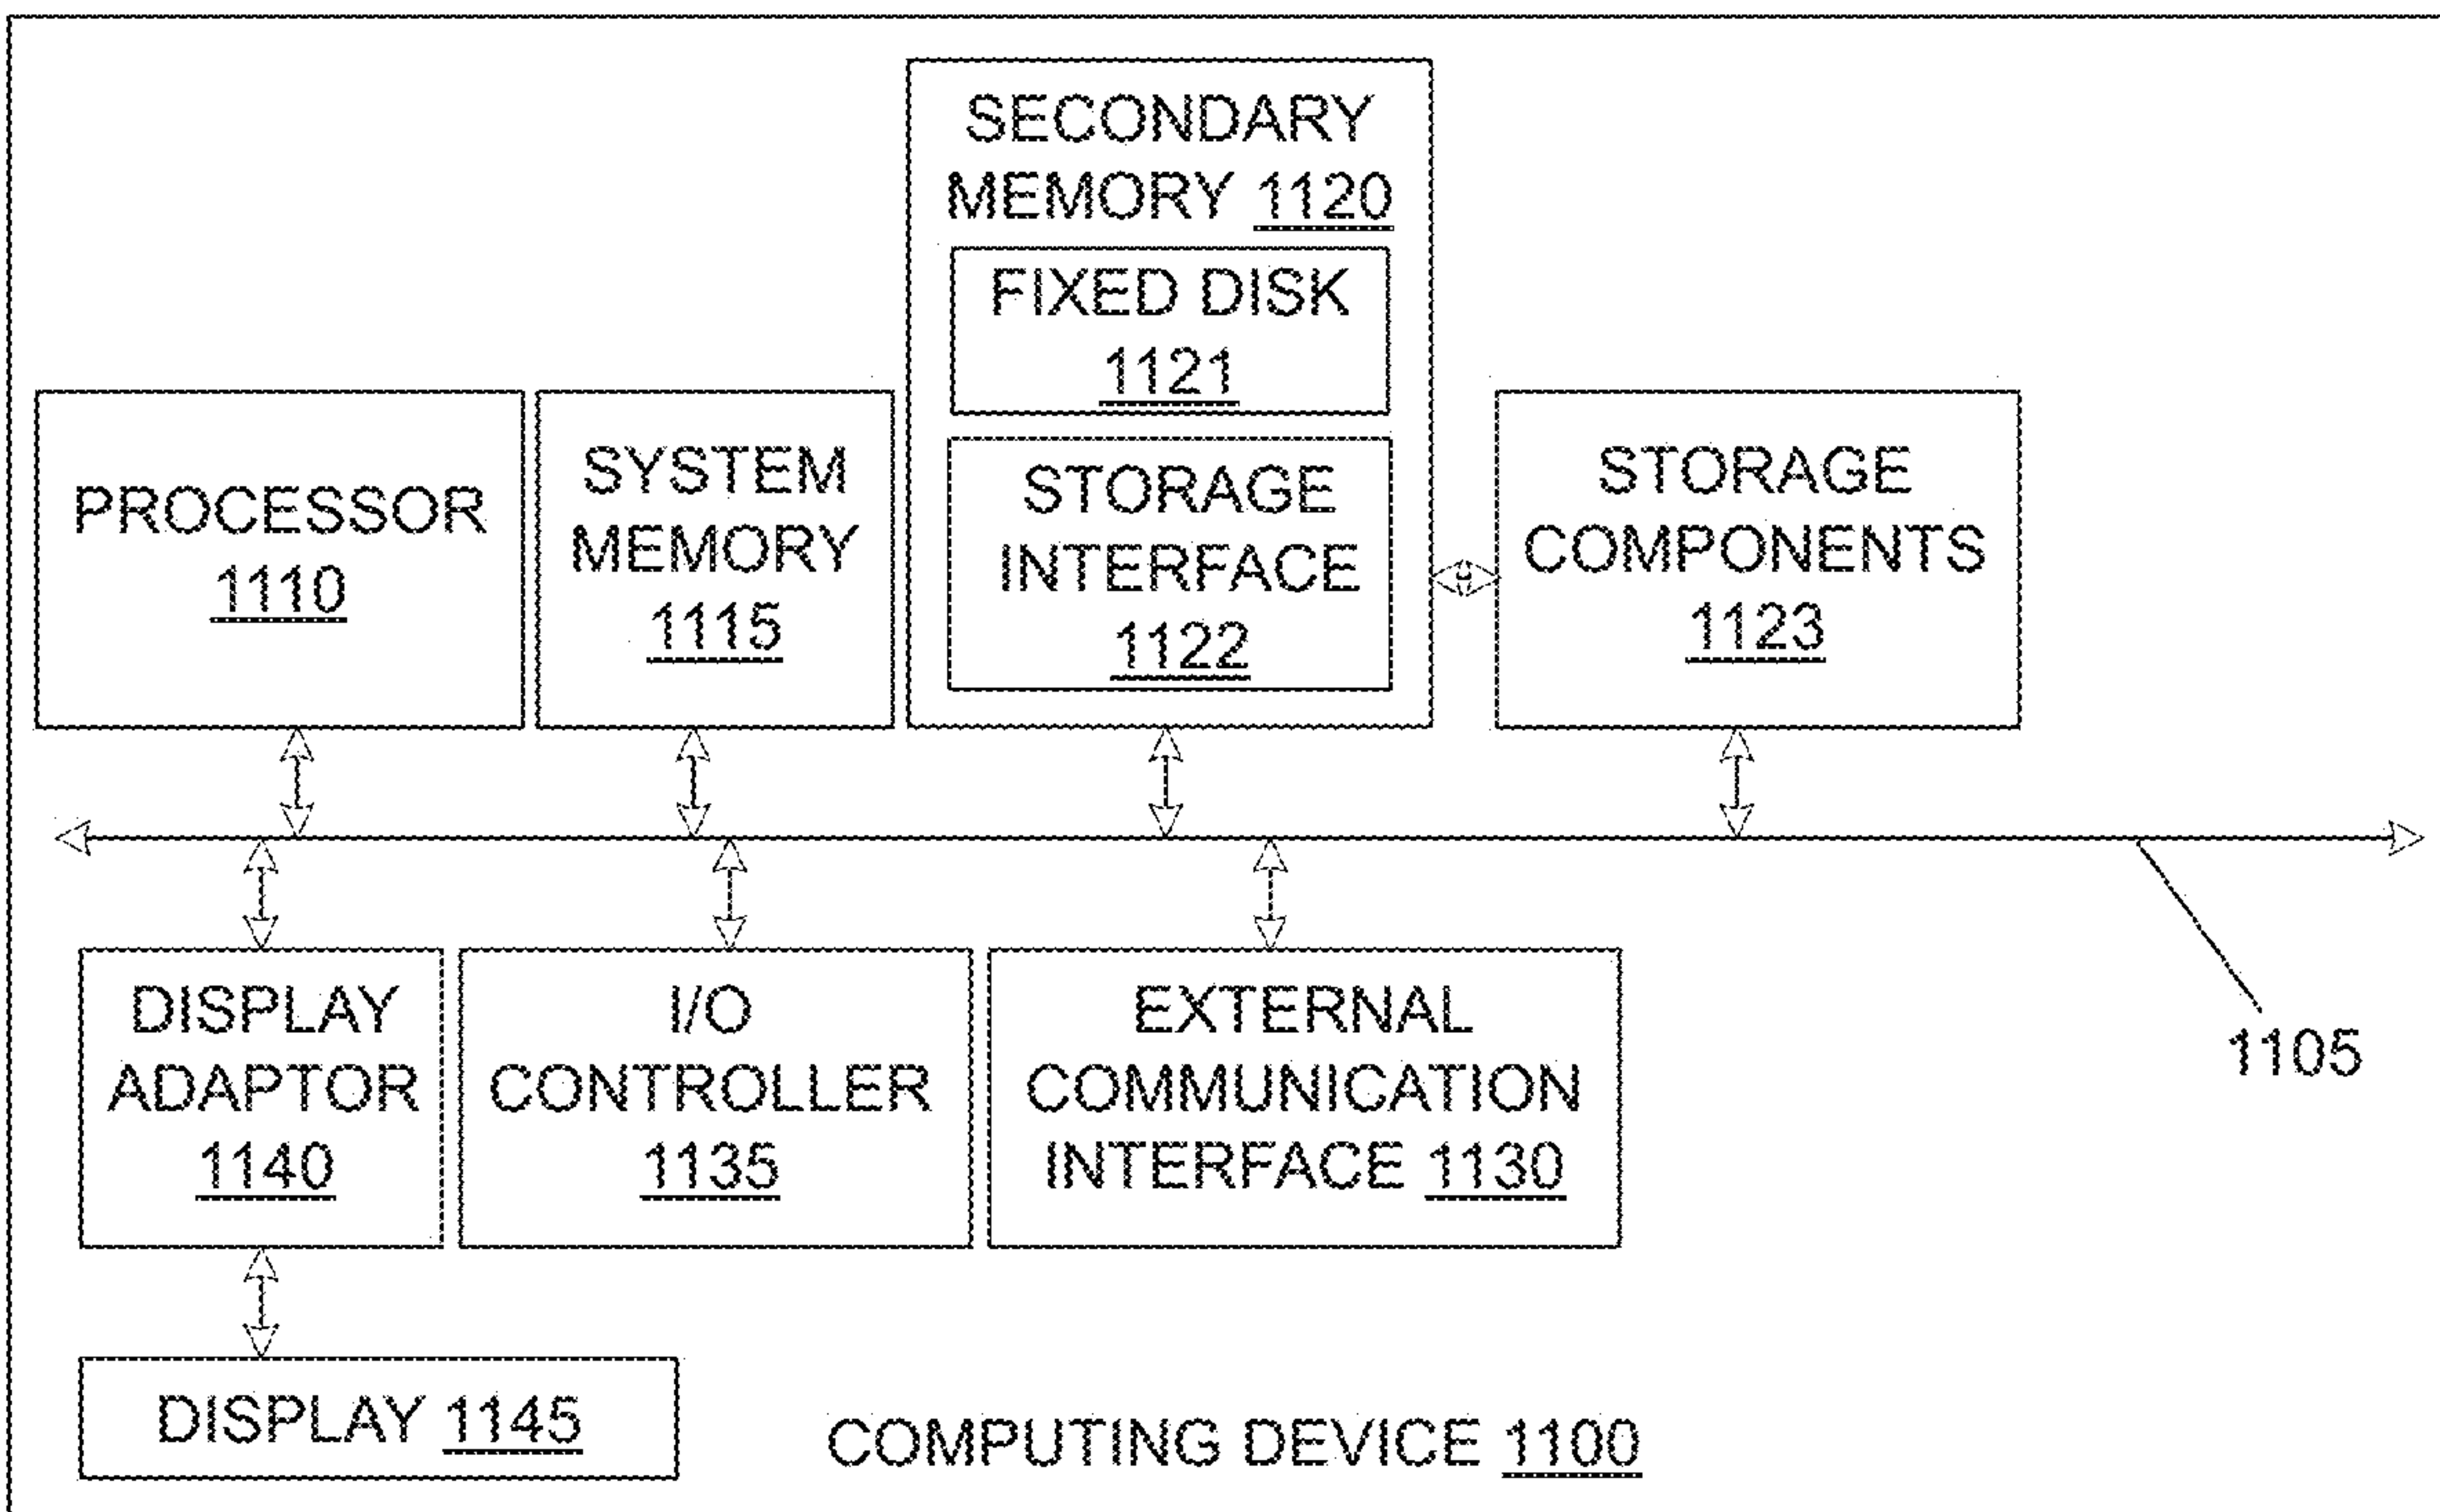 SECONDARY
MEMORY 1120
FIXED DISK
1121
STORAGE
INTERFACE
1122
PROCESSOR
1110
SYSTEM
MEMORY
1115
STORAGE
COMPONENTS
1123
1105
DISPLAY
ADAPTOR
1140
I/O
CONTROLLER
1135
EXTERNAL
COMMUNICATION
INTERFACE 1130
DISPLAY 1145
COMPUTING DEVICE 1100